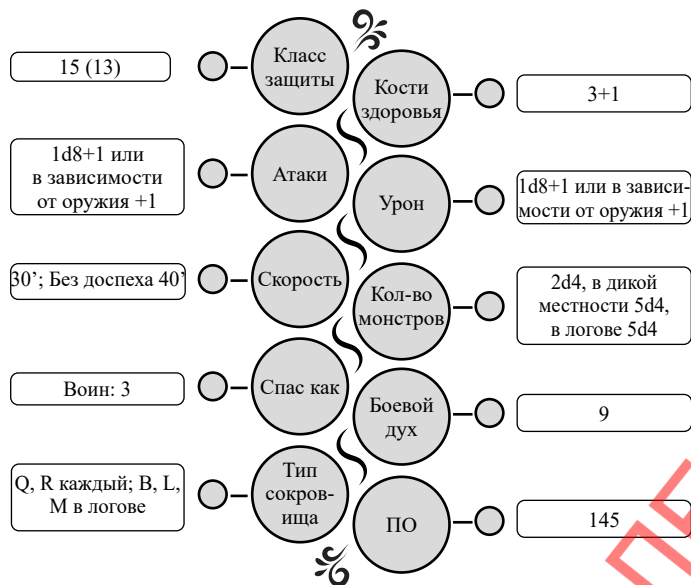 Класс
защиты
15 (13)
Кости
здоровья
3+1
Атаки
1d8+1 или
в зависимости
от оружия +1
Урон
1d8+1 или в зависи-
мости от оружия +1
Скорость
30’; Без доспеха 40’
Кол-во
монстров
2d4, в дикой
местности 5d4,
в логове 5d4
Спас как
Воин: 3
Боевой
дух
9
Тип
сокров-
ища
Q, R каждый; B, L,
M в логове
ПО
145